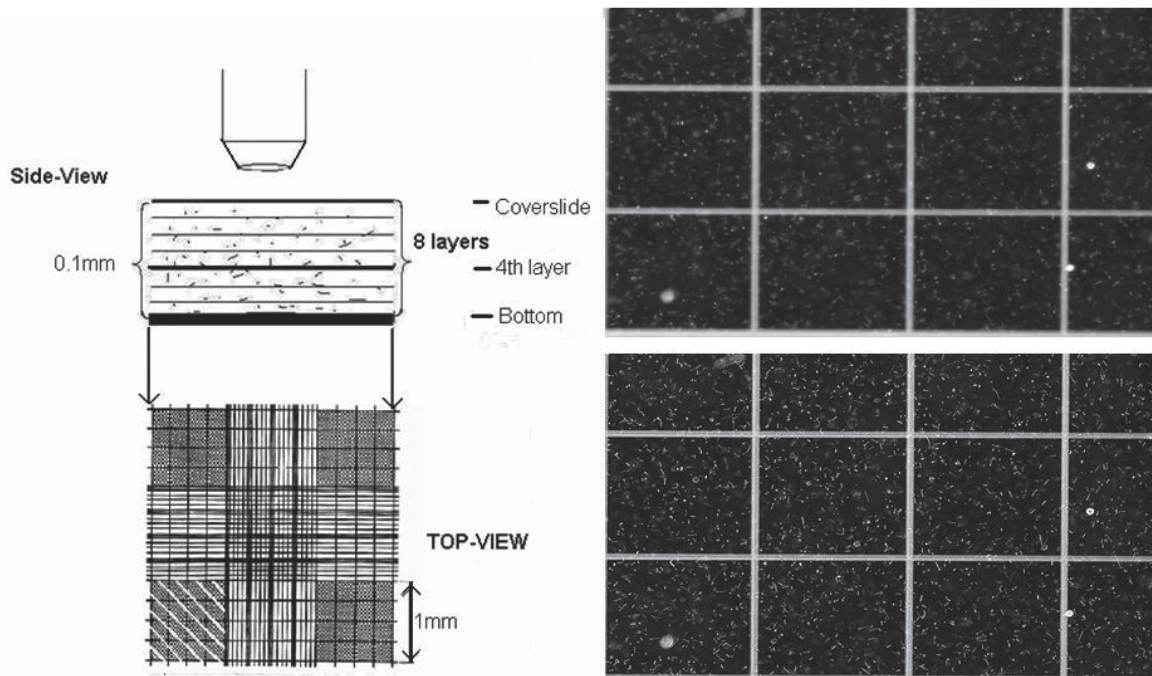 Side-View
Coverslide
8 layers
0.1mm
4th layer
Bottom
TOP-VIEW
1mm